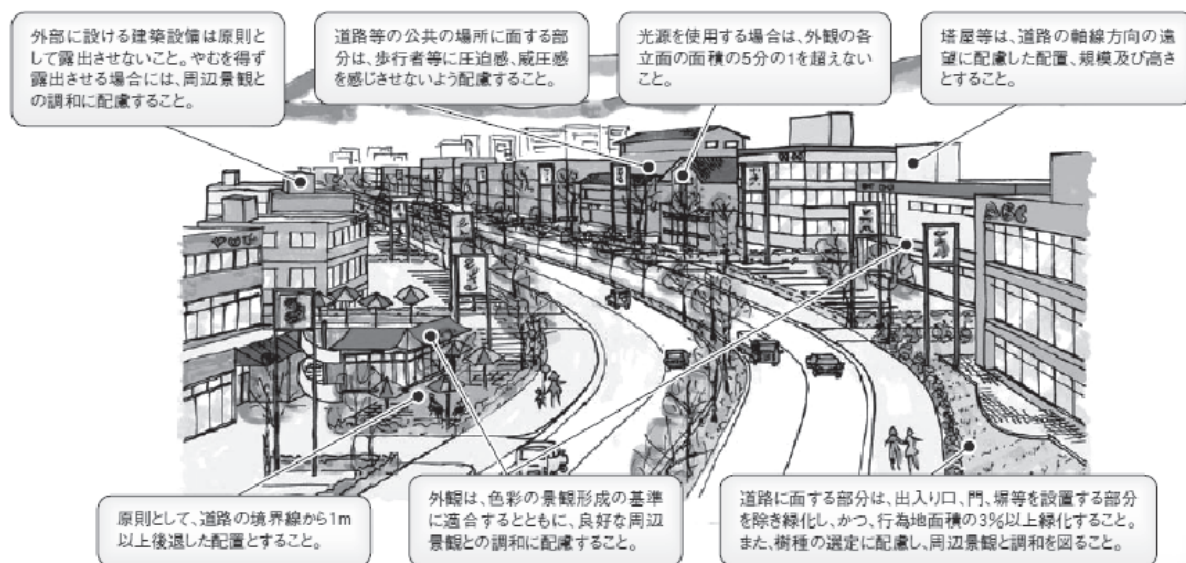 外部に設ける建築設備は原則と
して露出させないこと。やむを得ず
露出させる場合には、周辺景観と
の調和に配慮すること。
道路等の公共の場所に面する部
分は、歩行者等に圧迫感、威圧感
を感じさせないよう配慮すること。
光源を使用する場合は、外観の各
立面の面積の5分の1を超えない
こと。
塔屋等は、道路の軸線方向の遠
望に配慮した配置、規模及び高さ
とすること。
ABC
原則として、道路の境界線から1m
以上後退した配置とすること。
外観は、色彩の景観形成の基準
に適合するとともに、良好な周辺
景観との調和に配慮すること。
道路に面する部分は、出入り口、門、塀等を設置する部分
を除き緑化し、かつ、行為地面積の3%以上緑化すること。
また、樹種の選定に配慮し、周辺景観と調和を図ること。